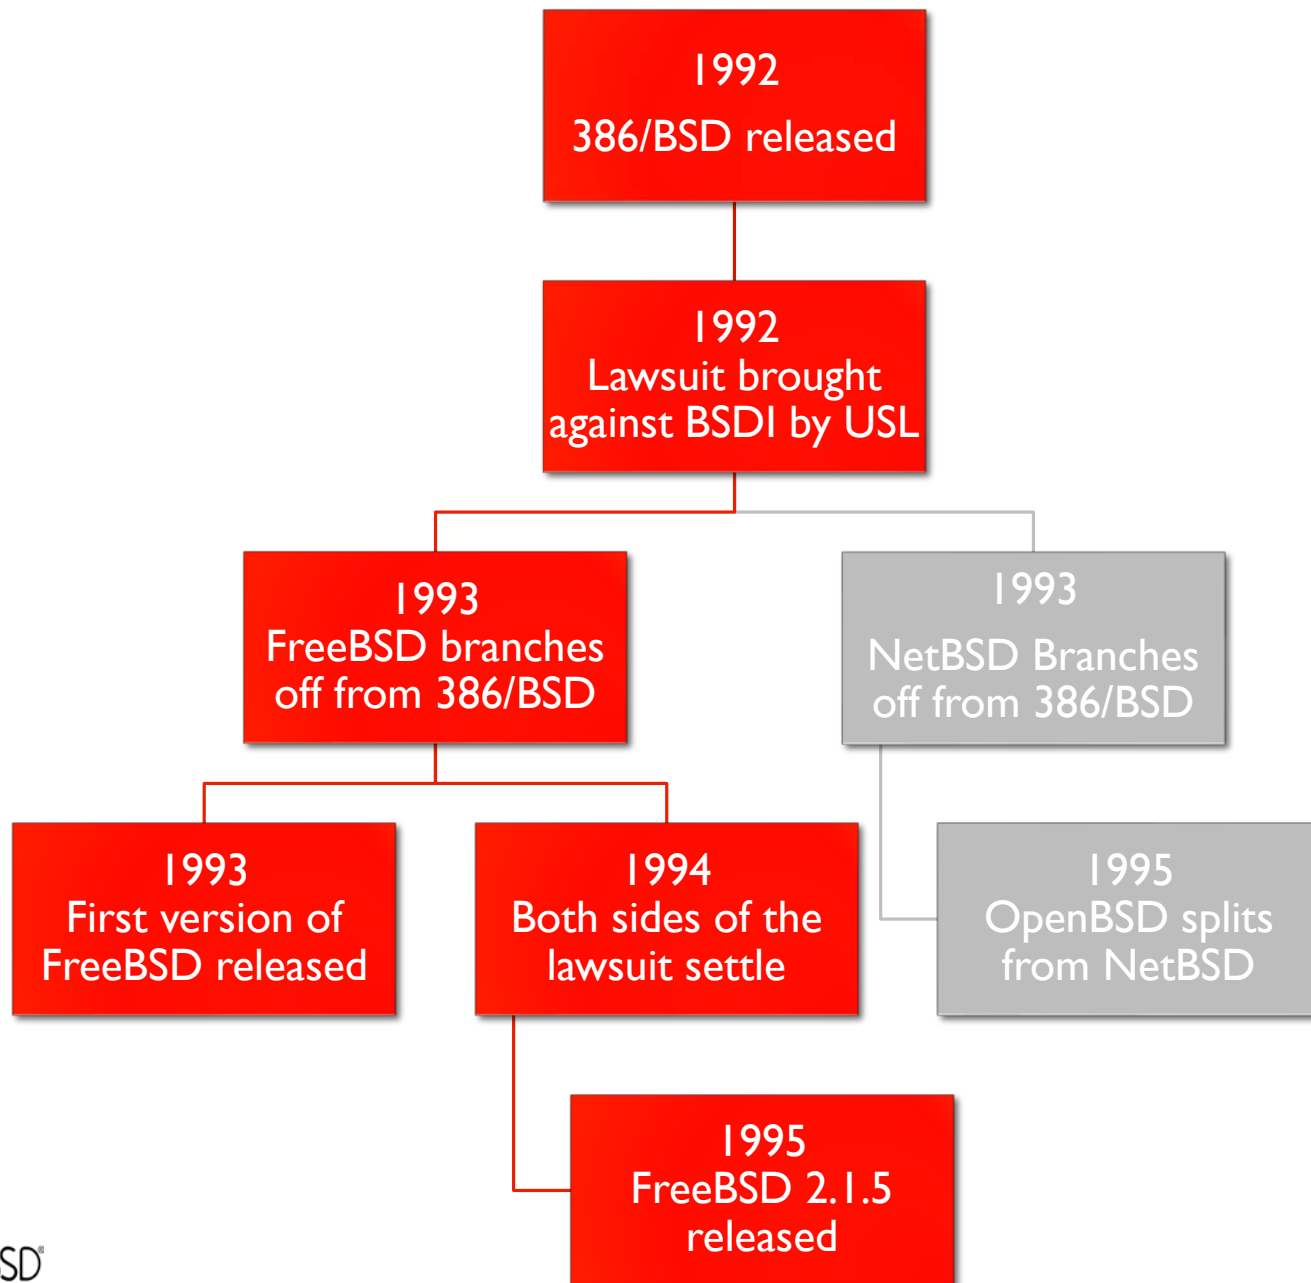 1992
386/BSD released
1992
Lawsuit brought
against BSDI by USL
1993
FreeBSD branches
off from 386/BSD
1993
NetBSD Branches
off from 386/BSD
1993
First version of
FreeBSD released
1994
Both sides of the
lawsuit settle
1995
OpenBSD splits
from NetBSD
1995
FreeBSD 2.1.5
released
SD